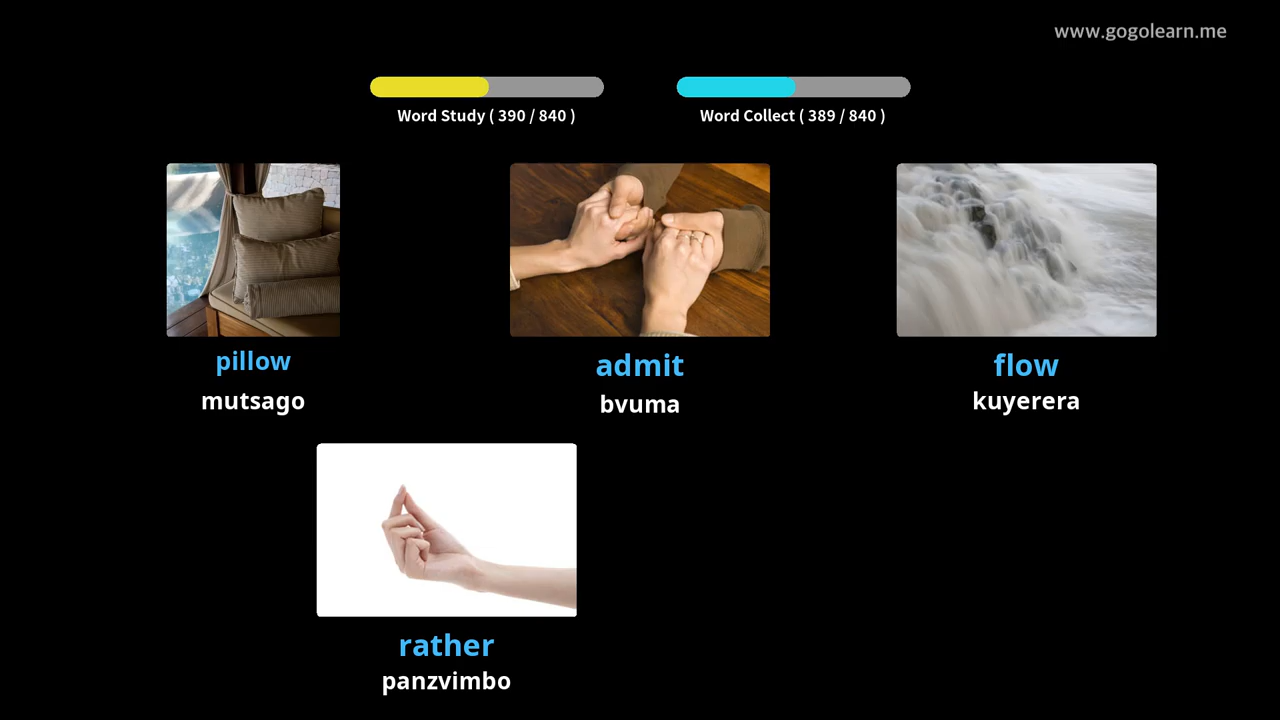 www.gogolearn.me
Word Study ( 390 / 840 )
Word Collect ( 389 / 840 )
pillow
mutsago
admit
bvuma
flow
kuyerera
rather
panzvimbo